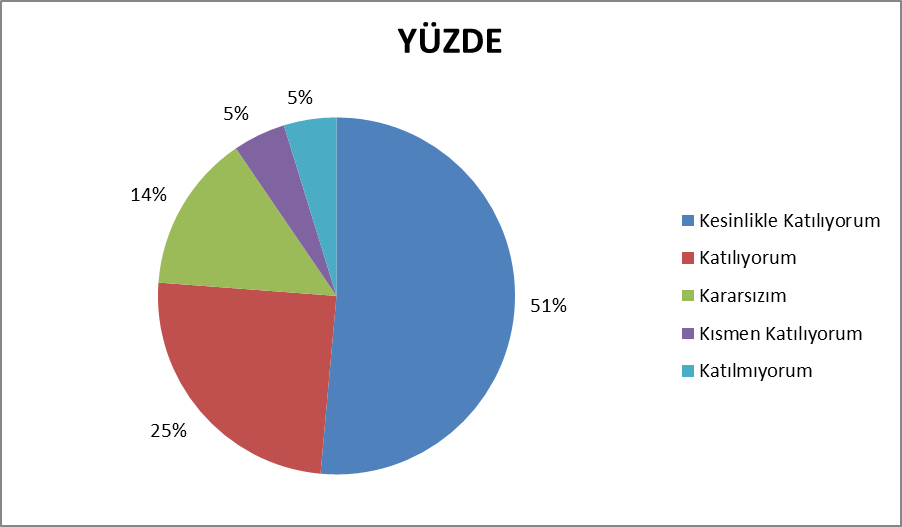 YÜZDE
5%
5%
14%
51%
25%
Kesinlikle Katılıyorum
Katılıyorum
Kararsızım
Kısmen Katılıyorum
Katılmıyorum